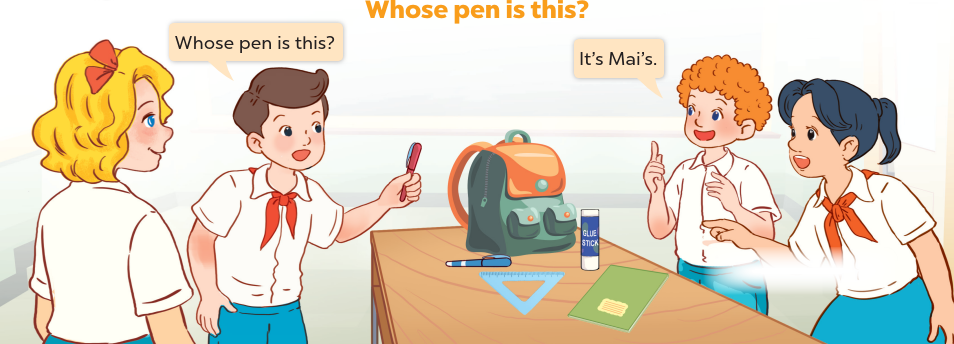 Whose pen is this?
Whose pen is this?
It's Mai's.
GLUE
STICK